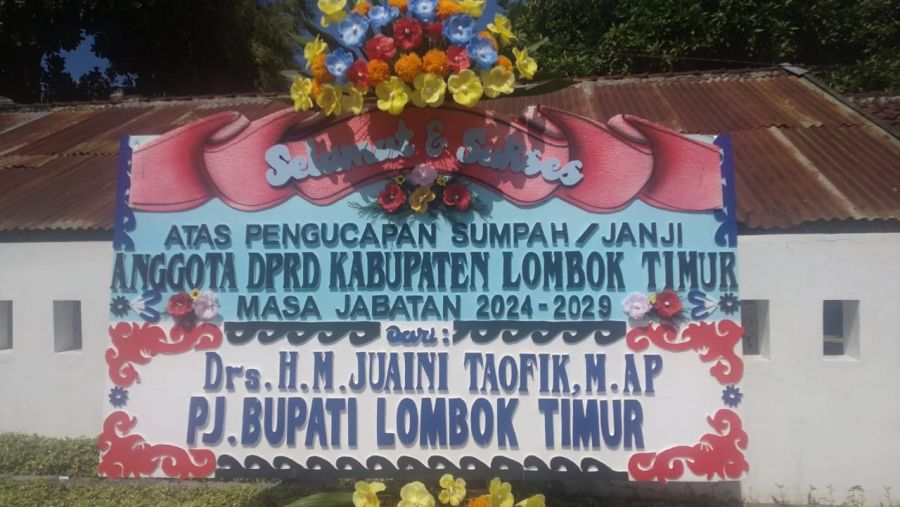 Selamat & Sukses
ATAS PENGUCAPAN SUMPAH/JANJI
ANGGOTA DPRD KABUPATEN LOMBOK TIMUR
MASA JABATAN 2024-2029
Dari:
Drs. H. M. JUAINI TAOFIK, M. AP
PJ. BUPATI LOMBOK TIMUR